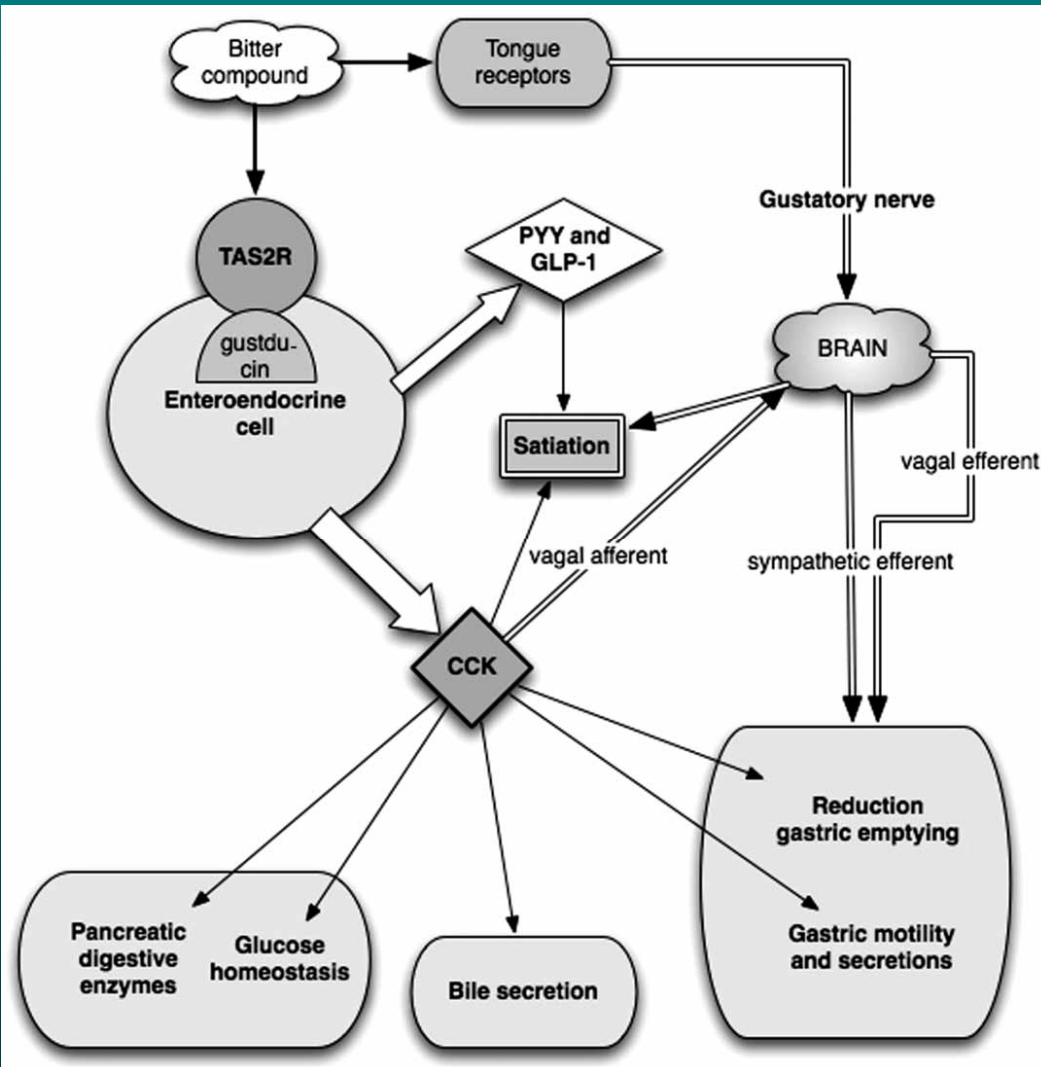 Bitter
compound
Tongue
receptors
Gustatory nerve
TAS2R
PYY and
GLP-1
gustdu-
cin
BRAIN
Enteroendocrine
cell
Satiation
vagal efferent
vagal afferent
sympathetic efferent
CCK
Reduction
gastric emptying
Pancreatic
digestive
enzymes
Glucose
homeostasis
Gastric motility
and secretions
Bile secretion